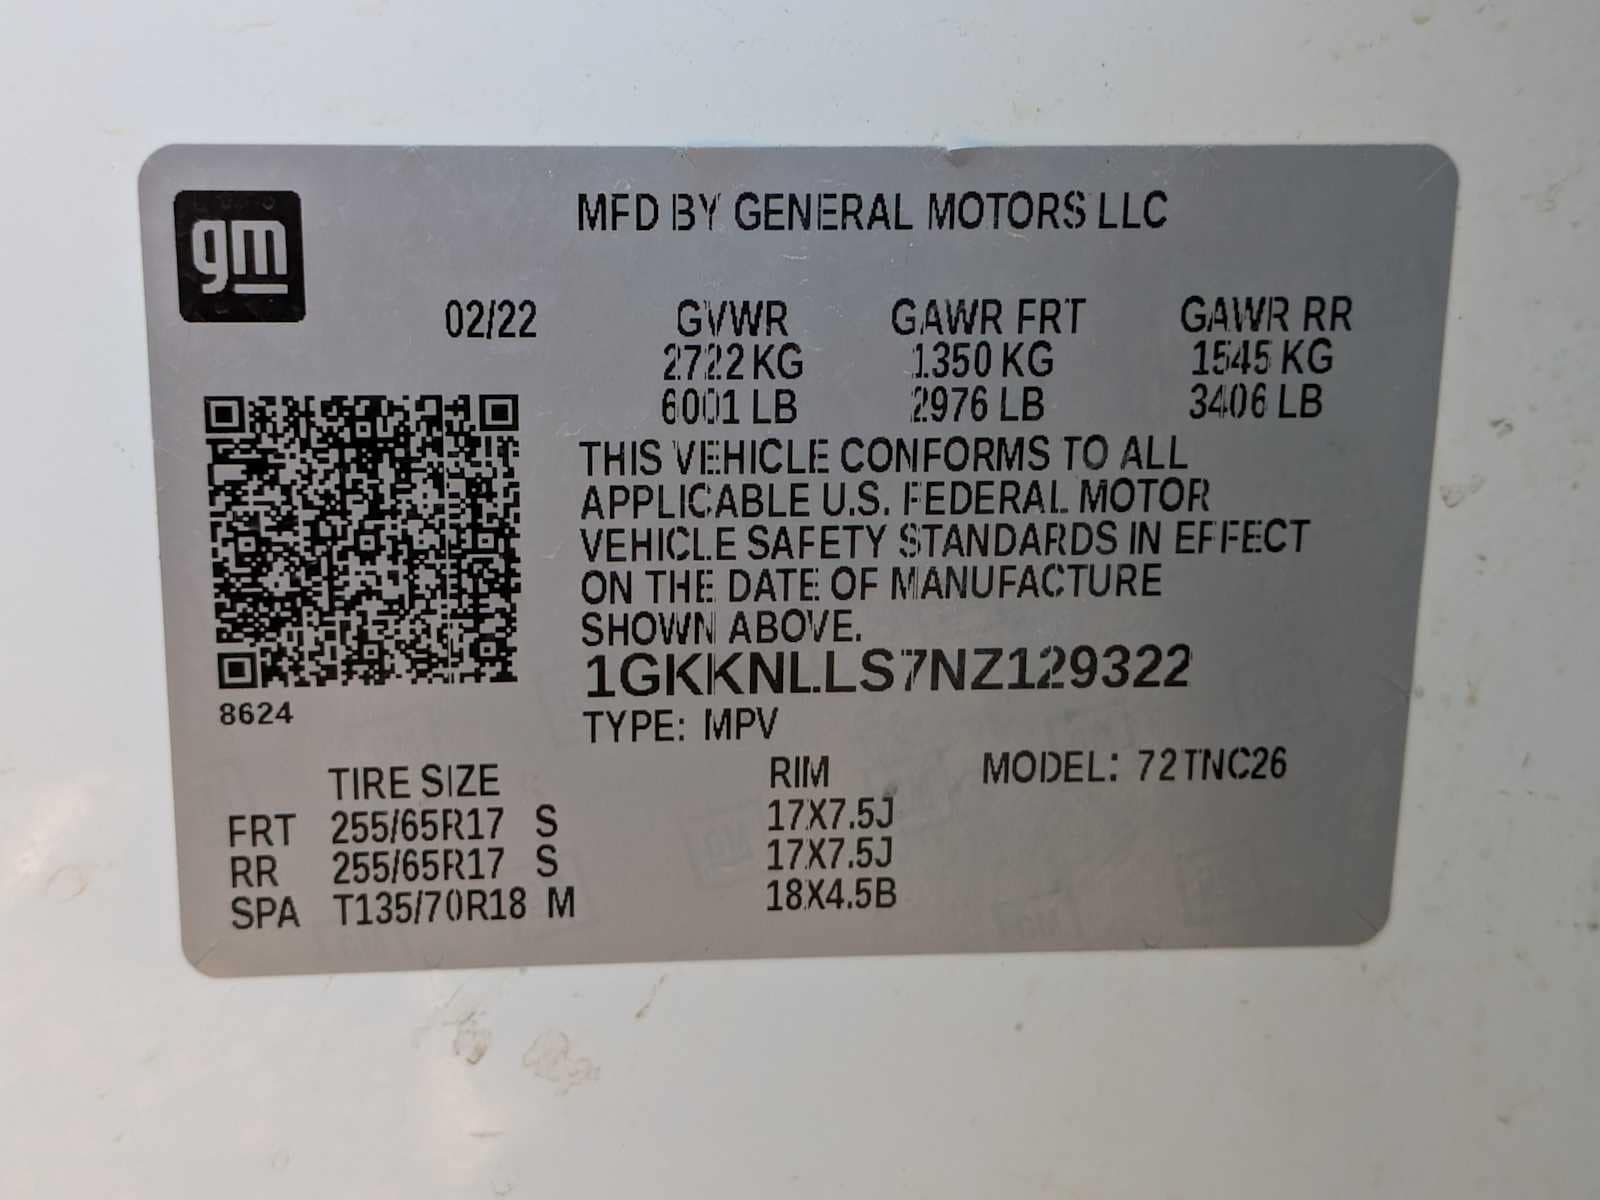 gm
MFD BY GENERAL MOTORS LLC
02/22 GVWR GAWR FRT GAWR RR
2722 KG 1350 KG 1545 KG
6001 LB 2976 LB 3406 LB
THIS VEHICLE CONFORMS TO ALL
APPLICABLE U.S. FEDERAL MOTOR
VEHICLE SAFETY STANDARDS IN EFFECT
ON THE DATE OF MANUFACTURE
SHOWN ABOVE.
1GKKNLLS7NZ129322
8624
TYPE: MPV
TIRE SIZE RIM MODEL: 72TNC26
FRT 255/65R17 S 17X7.5J
RR 255/65R17 S 17X7.5J
SPA T135/70R18 M 18X4.5B